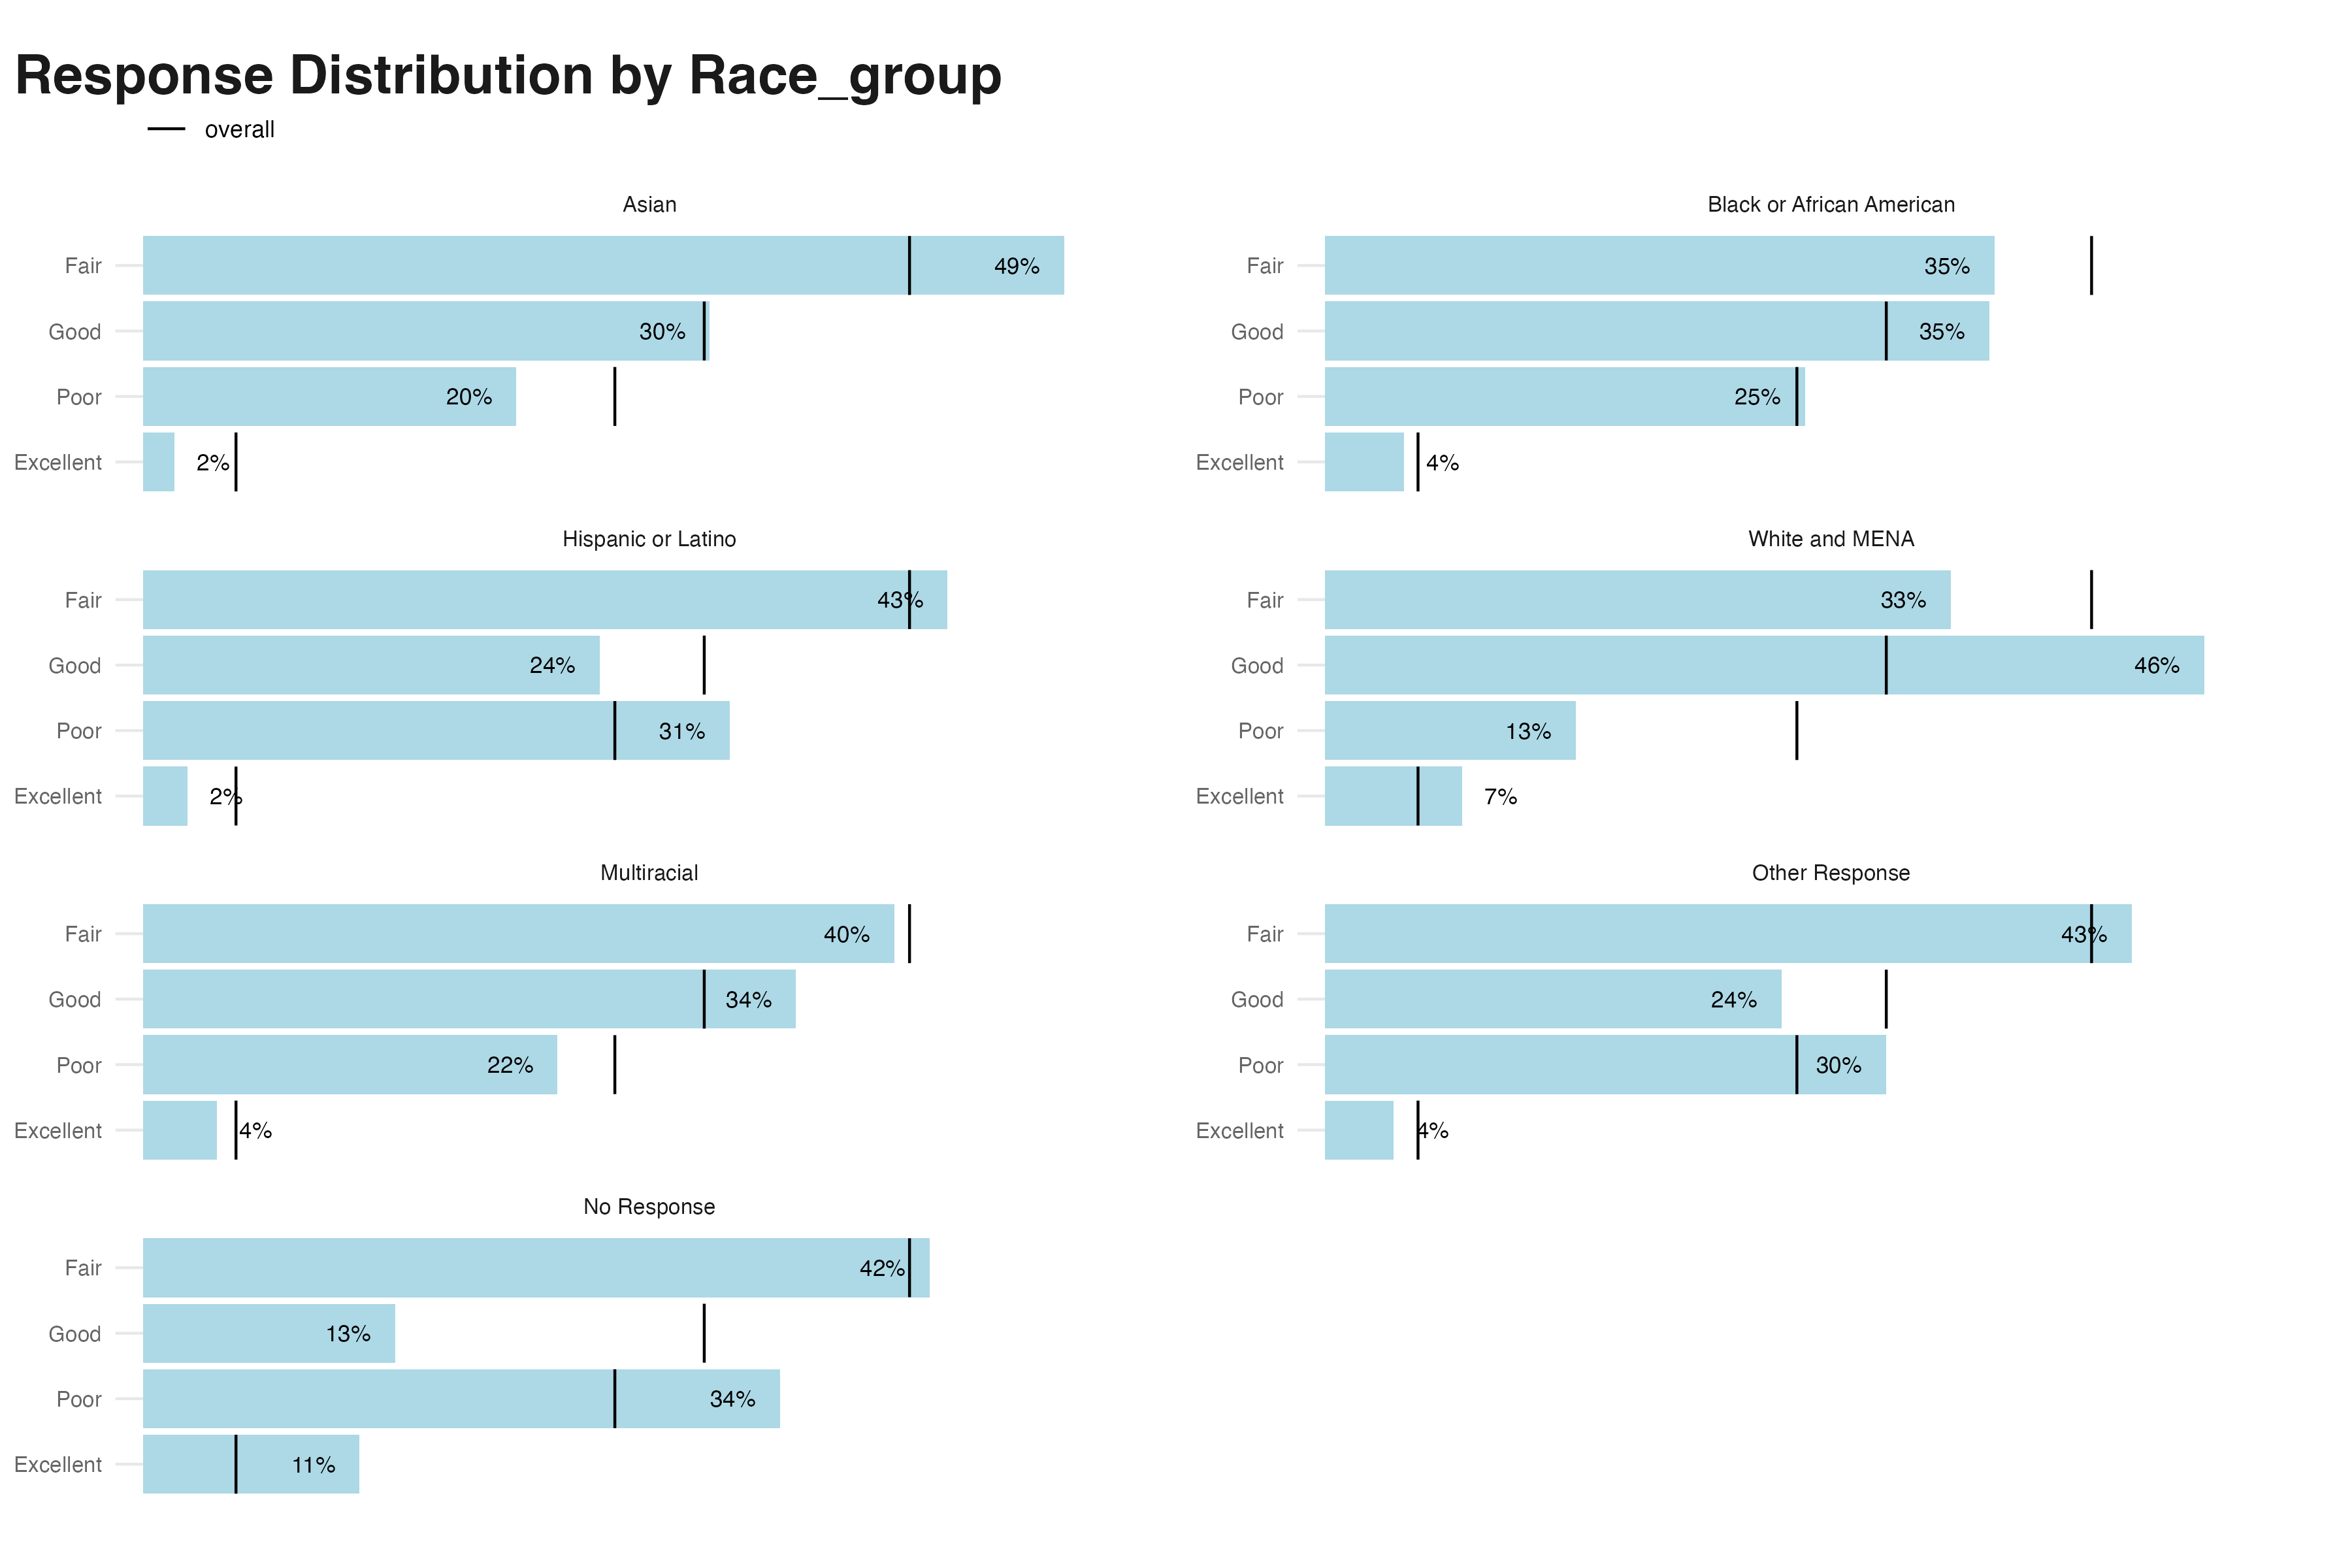 Response Distribution by Race_group
overall
Asian
Fair 49%
Good 30%
Poor 20%
Excellent 2%
Black or African American
Fair 35%
Good 35%
Poor 25%
Excellent 4%
Hispanic or Latino
Fair 43%
Good 24%
Poor 31%
Excellent 2%
White and MENA
Fair 33%
Good 46%
Poor 13%
Excellent 7%
Multiracial
Fair 40%
Good 34%
Poor 22%
Excellent 4%
Other Response
Fair 43%
Good 24%
Poor 30%
Excellent 4%
No Response
Fair 42%
Good 13%
Poor 34%
Excellent 11%